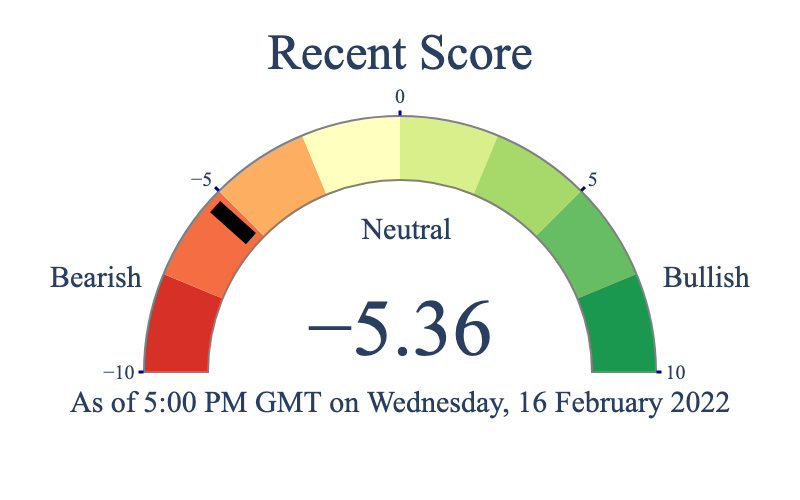 Recent Score
0
−5
5
Neutral
Bearish
Bullish
−5.36
−10
10
As of 5:00 PM GMT on Wednesday, 16 February 2022